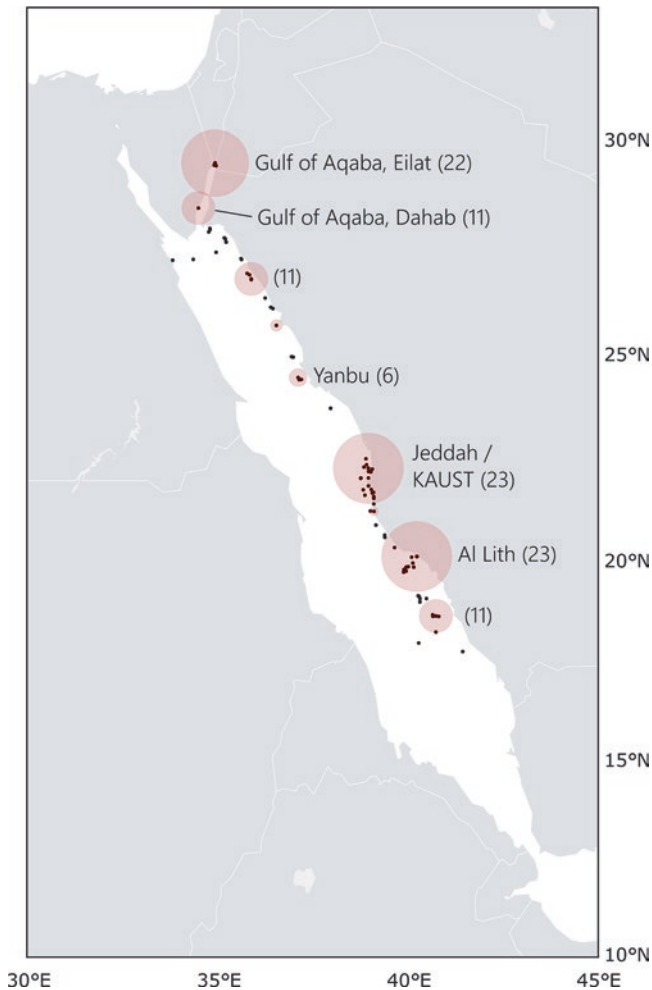 30°N
Gulf of Aqaba, Eilat (22)
Gulf of Aqaba, Dahab (11)
(11)
25°N
Yanbu (6)
Jeddah /
KAUST (23)
Al Lith (23)
20°N
(11)
15°N
10°N
30°E
35°E
40°E
45°E